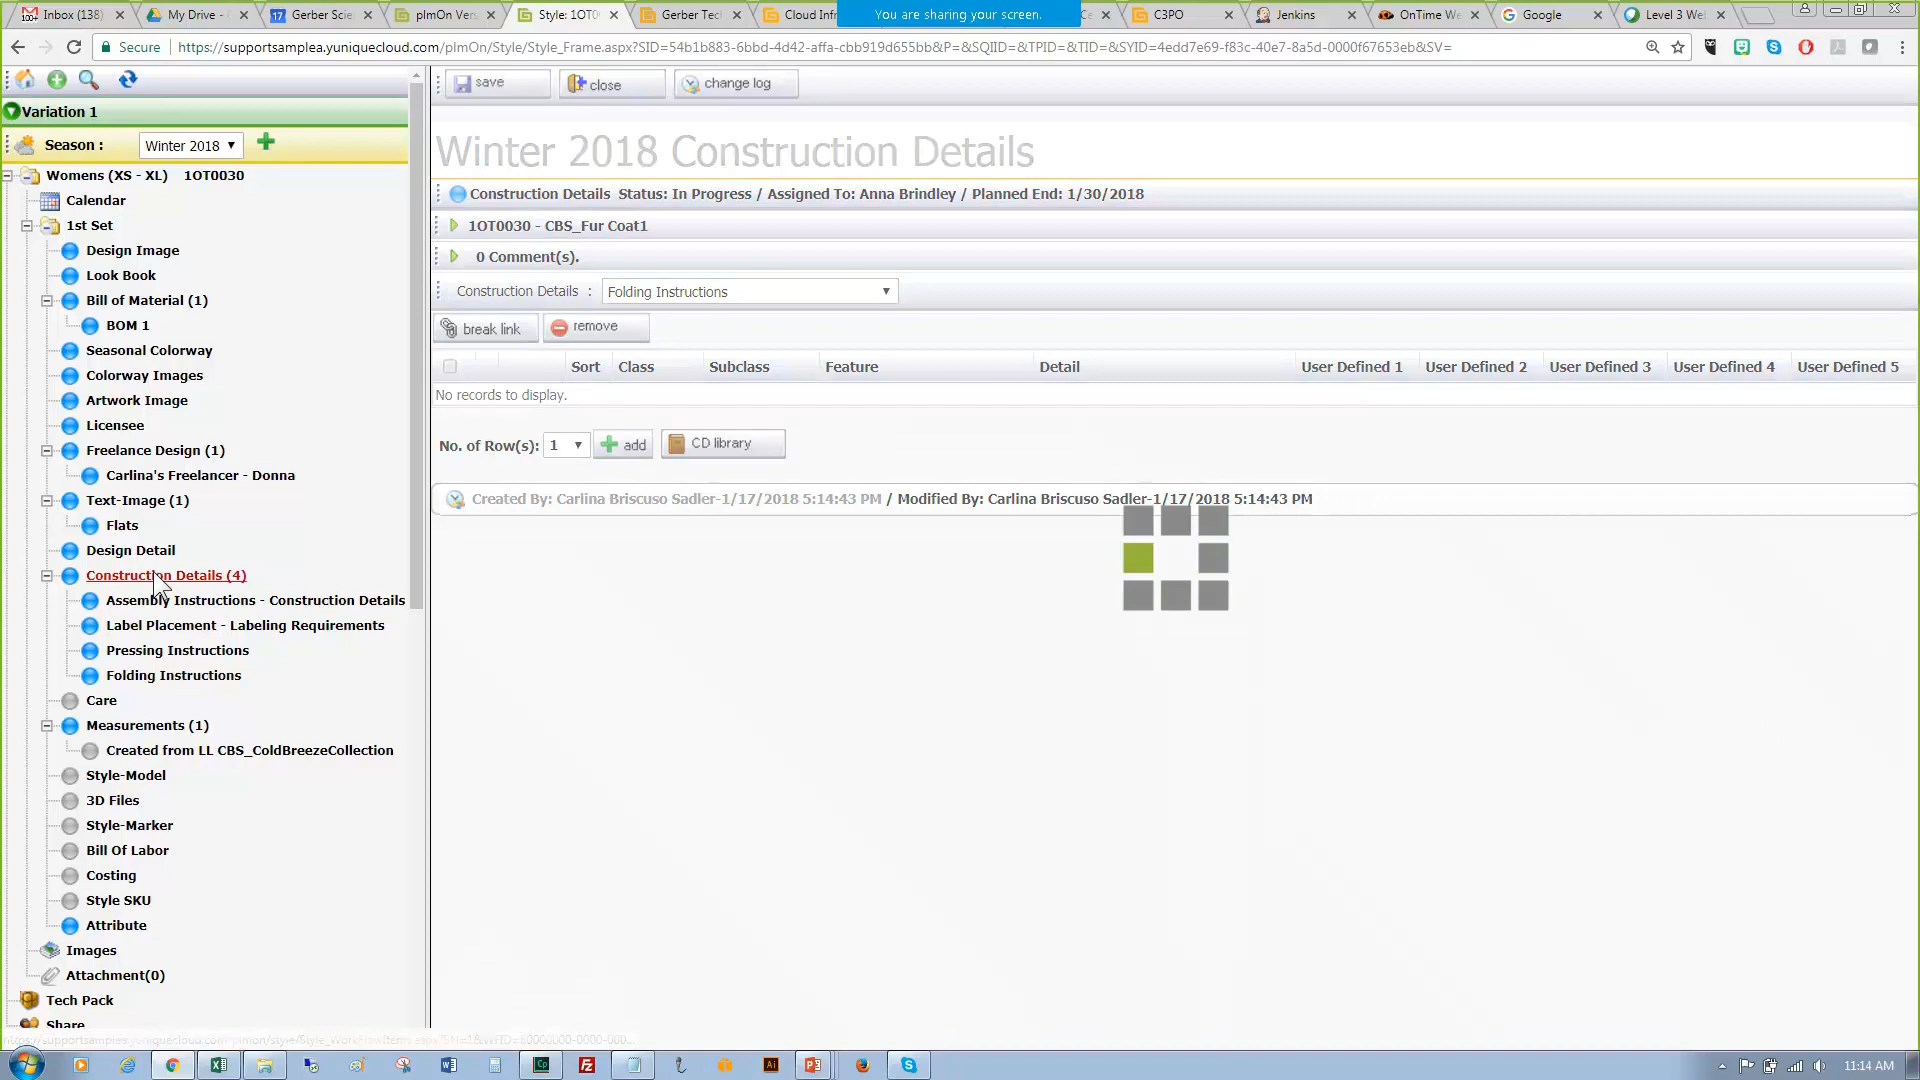 Inbox (138) My Drive - Gerber Scie plmOn Ver Style: 1OT0 Gerber Tec Cloud Infr You are sharing your screen. C3PO Jenkins OnTime We Google Level 3 We
Secure https://supportsamplea.yuniquecloud.com/plmOn/Style/Style_Frame.aspx?SID=54b1b883-6bbd-4d42-affa-cbb919d655bb&P=&SQIID=&TPID=&TID=&SYID=4edd7e69-f83c-40e7-8a5d-0000f67653eb&SV=
save close change log
Variation 1
Season : Winter 2018
Womens (XS - XL) 1OT0030
Calendar
1st Set
Design Image
Look Book
Bill of Material (1)
BOM 1
Seasonal Colorway
Colorway Images
Artwork Image
Licensee
Freelance Design (1)
Carlina's Freelancer - Donna
Text-Image (1)
Flats
Design Detail
Construction Details (4)
Assembly Instructions - Construction Details
Label Placement - Labeling Requirements
Pressing Instructions
Folding Instructions
Care
Measurements (1)
Created from LL CBS_ColdBreezeCollection
Style-Model
3D Files
Style-Marker
Bill Of Labor
Costing
Style SKU
Attribute
Images
Attachment(0)
Tech Pack
Share
Winter 2018 Construction Details
Construction Details Status: In Progress / Assigned To: Anna Brindley / Planned End: 1/30/2018
1OT0030 - CBS_Fur Coat1
0 Comment(s).
Construction Details : Folding Instructions
break link remove
Sort Class Subclass Feature Detail User Defined 1 User Defined 2 User Defined 3 User Defined 4 User Defined 5
No records to display.
No. of Row(s): 1 add CD library
Created By: Carlina Briscuso Sadler-1/17/2018 5:14:43 PM / Modified By: Carlina Briscuso Sadler-1/17/2018 5:14:43 PM
11:14 AM